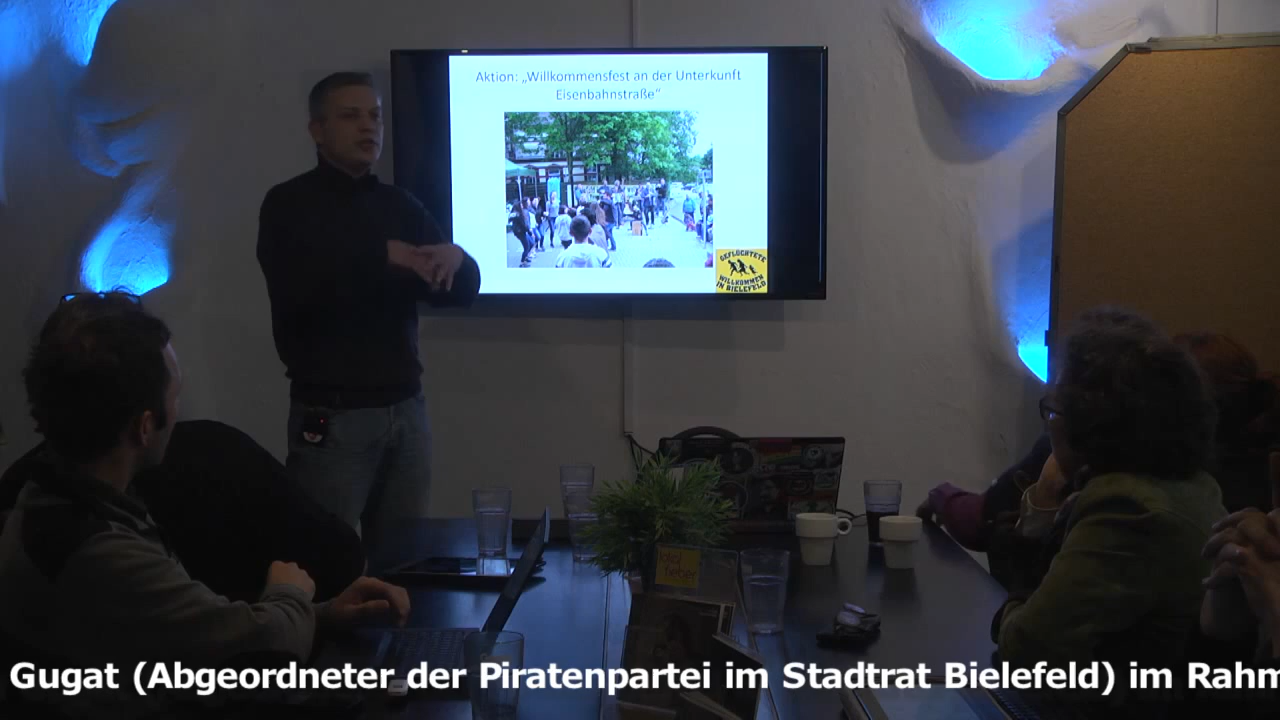 Aktion: „Willkommensfest an der Unterkunft
Eisenbahnstraße“
GEFLÜCHTETE
WILLKOMMEN
IN BIELEFELD
Gugat (Abgeordneter der Piratenpartei im Stadtrat Bielefeld) im Rahm